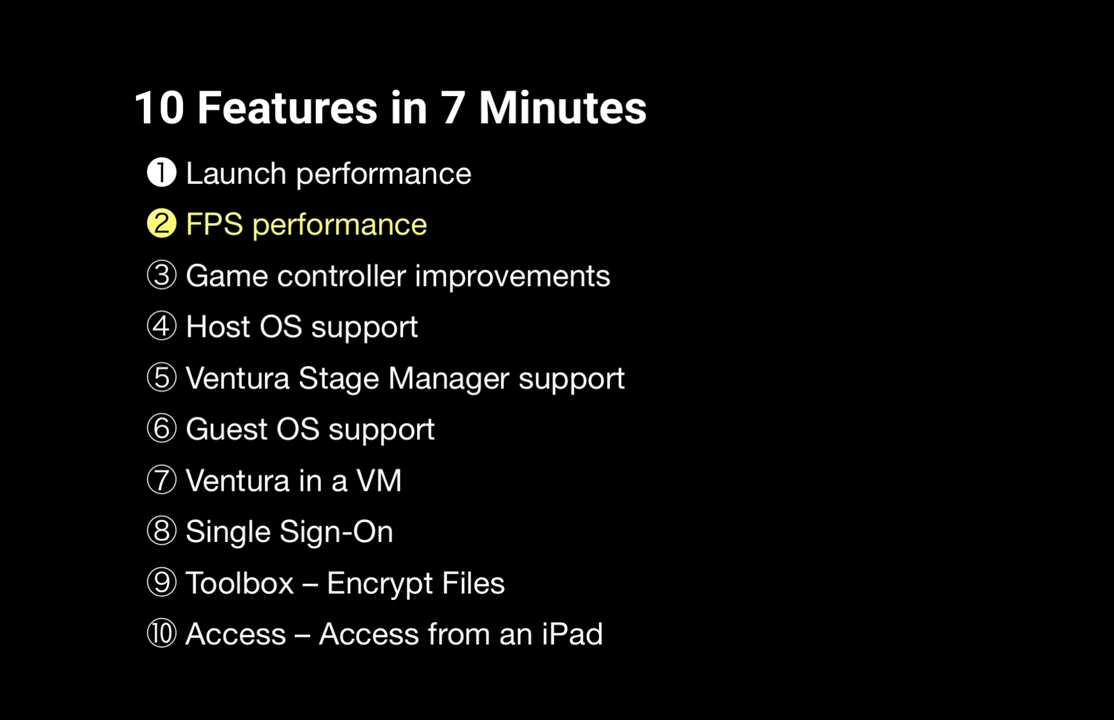 10 Features in 7 Minutes
❶ Launch performance
❷ FPS performance
③ Game controller improvements
④ Host OS support
⑤ Ventura Stage Manager support
⑥ Guest OS support
⑦ Ventura in a VM
⑧ Single Sign-On
⑨ Toolbox – Encrypt Files
⑩ Access – Access from an iPad